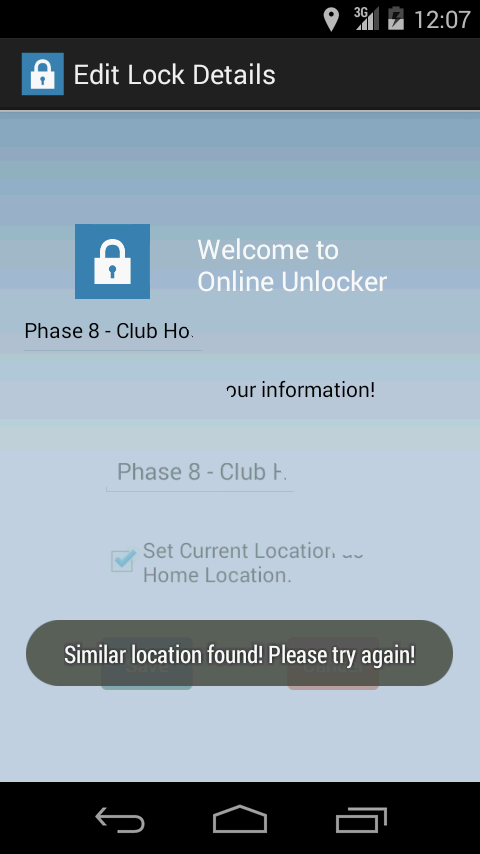 3G 12:07
Edit Lock Details
Welcome to
Online Unlocker
Phase 8 - Club Ho
our information!
Phase 8 - Club H
Set Current Location as
Home Location.
Similar location found! Please try again!